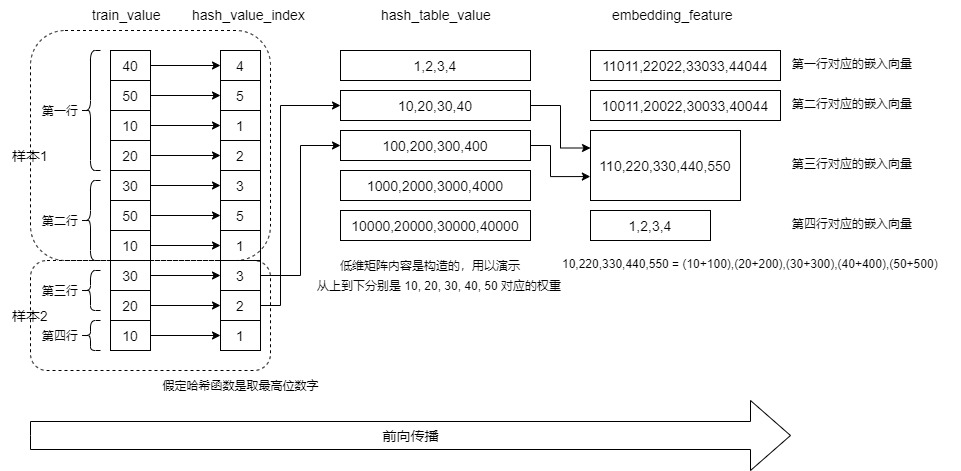 train_value
hash_value_index
hash_table_value
embedding_feature
样本1
第一行
40
4
50
5
10
1
20
2
第二行
30
3
50
5
10
1
样本2
第三行
30
3
20
2
第四行
10
1
1,2,3,4
10,20,30,40
100,200,300,400
1000,2000,3000,4000
10000,20000,30000,40000
11011,22022,33033,44044
第一行对应的嵌入向量
10011,20022,30033,40044
第二行对应的嵌入向量
110,220,330,440,550
第三行对应的嵌入向量
1,2,3,4
第四行对应的嵌入向量
低维矩阵内容是构造的，用以演示
从上到下分别是 10, 20, 30, 40, 50 对应的权重
10,220,330,440,550 = (10+100),(20+200),(30+300),(40+400),(50+500)
假定哈希函数是取最高位数字
前向传播